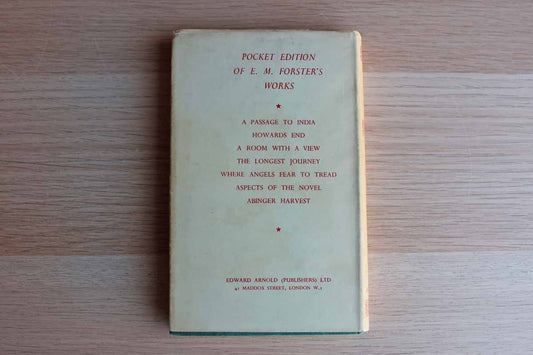 POCKET EDITION
OF E. M. FORSTER'S
WORKS
★
A PASSAGE TO INDIA
HOWARDS END
A ROOM WITH A VIEW
THE LONGEST JOURNEY
WHERE ANGELS FEAR TO TREAD
ASPECTS OF THE NOVEL
ABINGER HARVEST
★
EDWARD ARNOLD (PUBLISHERS) LTD
41 MADDOX STREET, LONDON W.1